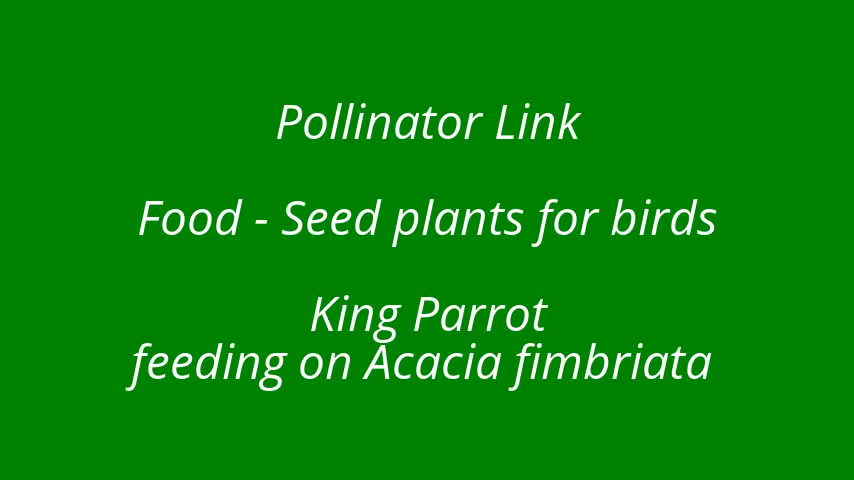 Pollinator Link
Food - Seed plants for birds
King Parrot
feeding on Acacia fimbriata